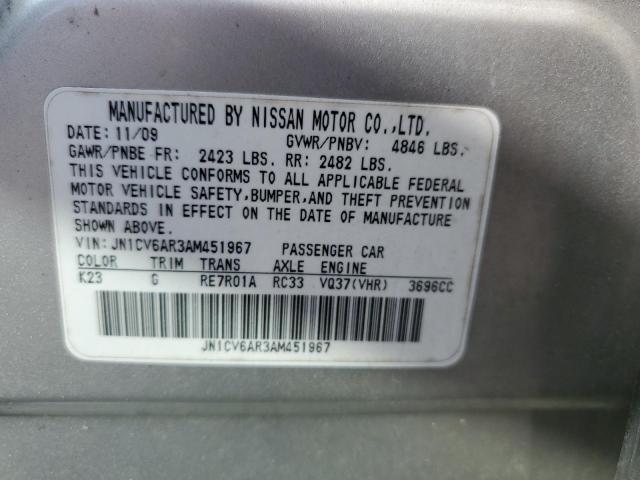 MANUFACTURED BY NISSAN MOTOR CO.,LTD.
DATE: 11/09 GVWR/PNBV: 4846 LBS.
GAWR/PNBE FR: 2423 LBS. RR: 2482 LBS.
THIS VEHICLE CONFORMS TO ALL APPLICABLE FEDERAL
MOTOR VEHICLE SAFETY, BUMPER, AND THEFT PREVENTION
STANDARDS IN EFFECT ON THE DATE OF MANUFACTURE
SHOWN ABOVE.
VIN: JN1CV6AR3AM451967 PASSENGER CAR
COLOR TRIM TRANS AXLE ENGINE
K23 G RE7R01A RC33 VQ37(VHR) 3696CC
JN1CV6AR3AM451967